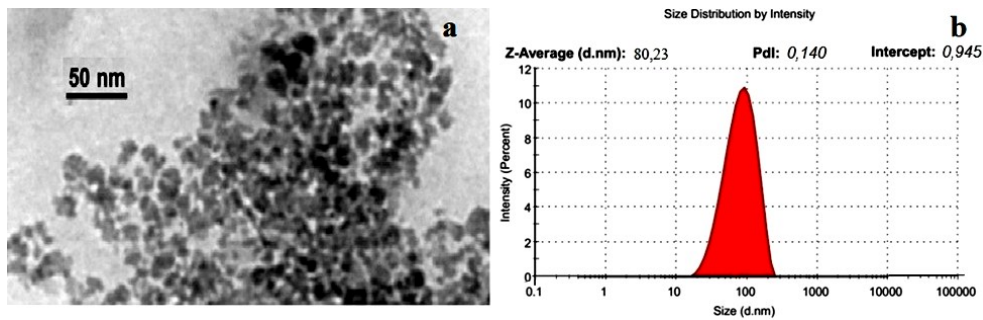 a
50 nm
Size Distribution by Intensity
b
Z-Average (d.nm): 80,23 PdI: 0,140 Intercept: 0,945
Intensity (Percent)
12
10
8
6
4
2
0
0.1 1 10 100 1000 10000 100000
Size (d.nm)